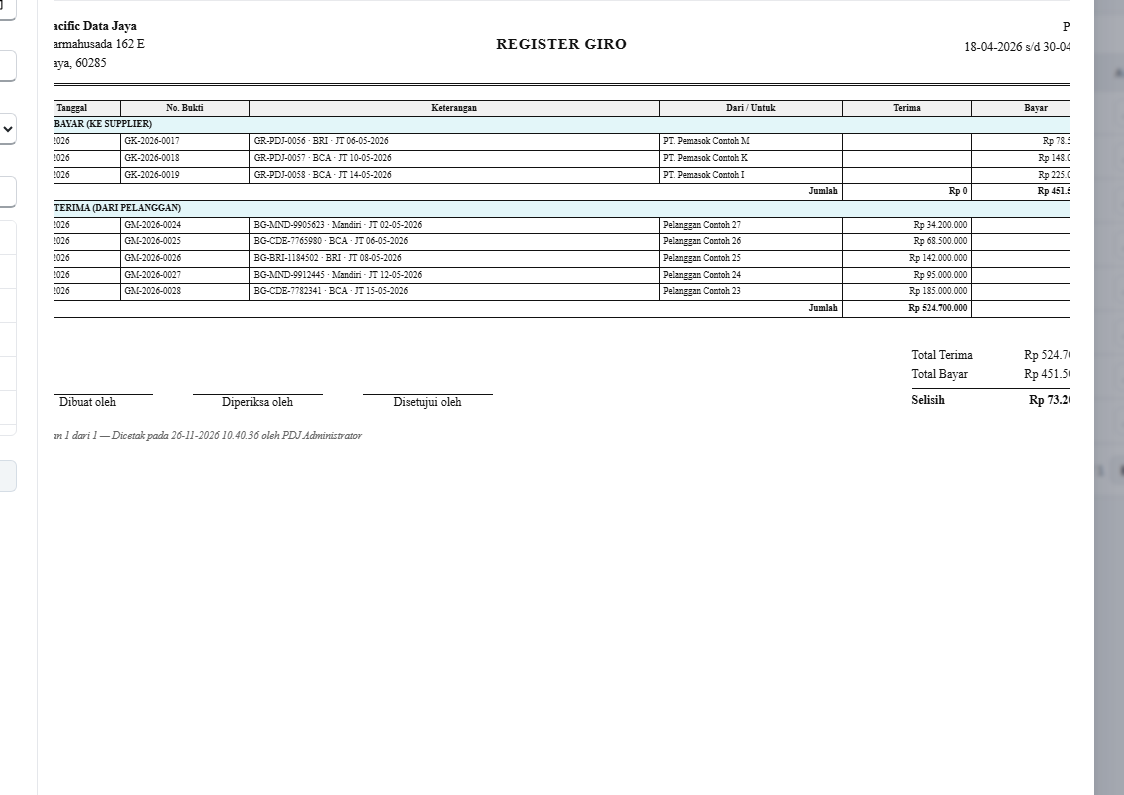 acific Data Jaya
armahusada 162 E
aya, 60285
REGISTER GIRO
P
18-04-2026 s/d 30-04
Tanggal No. Bukti Keterangan Dari / Untuk Terima Bayar
BAYAR (KE SUPPLIER)
2026 GK-2026-0017 GR-PDJ-0056 · BRI · JT 06-05-2026 PT. Pemasok Contoh M Rp 78.5
2026 GK-2026-0018 GR-PDJ-0057 · BCA · JT 10-05-2026 PT. Pemasok Contoh K Rp 148.0
2026 GK-2026-0019 GR-PDJ-0058 · BCA · JT 14-05-2026 PT. Pemasok Contoh I Rp 225.0
Jumlah Rp 0 Rp 451.5
TERIMA (DARI PELANGGAN)
2026 GM-2026-0024 BG-MND-9905623 · Mandiri · JT 02-05-2026 Pelanggan Contoh 27 Rp 34.200.000
2026 GM-2026-0025 BG-CDE-7765980 · BCA · JT 06-05-2026 Pelanggan Contoh 26 Rp 68.500.000
2026 GM-2026-0026 BG-BRI-1184502 · BRI · JT 08-05-2026 Pelanggan Contoh 25 Rp 142.000.000
2026 GM-2026-0027 BG-MND-9912445 · Mandiri · JT 12-05-2026 Pelanggan Contoh 24 Rp 95.000.000
2026 GM-2026-0028 BG-CDE-7782341 · BCA · JT 15-05-2026 Pelanggan Contoh 23 Rp 185.000.000
Jumlah Rp 524.700.000
Total Terima Rp 524.70
Total Bayar Rp 451.50
Selisih Rp 73.20
Dibuat oleh Diperiksa oleh Disetujui oleh
an 1 dari 1 — Dicetak pada 26-11-2026 10.40.36 oleh PDJ Administrator